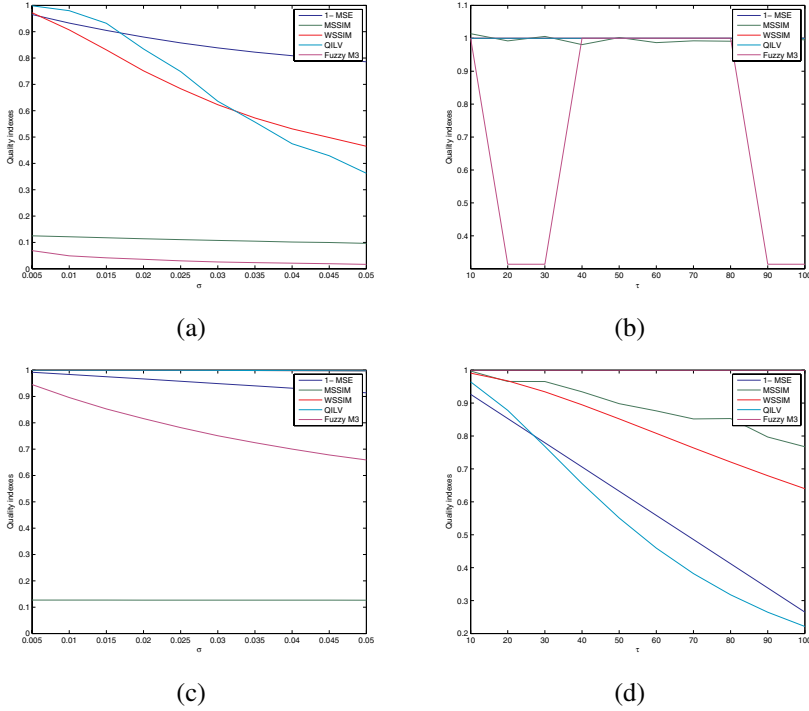 1
0.9
0.8
0.7
0.6
0.5
0.4
0.3
0.2
0.1
0
Quality indexes
0.005 0.01 0.015 0.02 0.025 0.03 0.035 0.04 0.045 0.05
σ
1− MSE
MSSIM
WSSIM
QILV
Fuzzy M3
(a)
1.1
1
0.9
0.8
0.7
0.6
0.5
0.4
Quality indexes
10 20 30 40 50 60 70 80 90 100
τ
1− MSE
MSSIM
WSSIM
QILV
Fuzzy M3
(b)
1
0.9
0.8
0.7
0.6
0.5
0.4
0.3
0.2
0.1
0
Quality indexes
0.005 0.01 0.015 0.02 0.025 0.03 0.035 0.04 0.045 0.05
σ
1− MSE
MSSIM
WSSIM
QILV
Fuzzy M3
(c)
1
0.9
0.8
0.7
0.6
0.5
0.4
0.3
0.2
Quality indexes
10 20 30 40 50 60 70 80 90 100
τ
1− MSE
MSSIM
WSSIM
QILV
Fuzzy M3
(d)